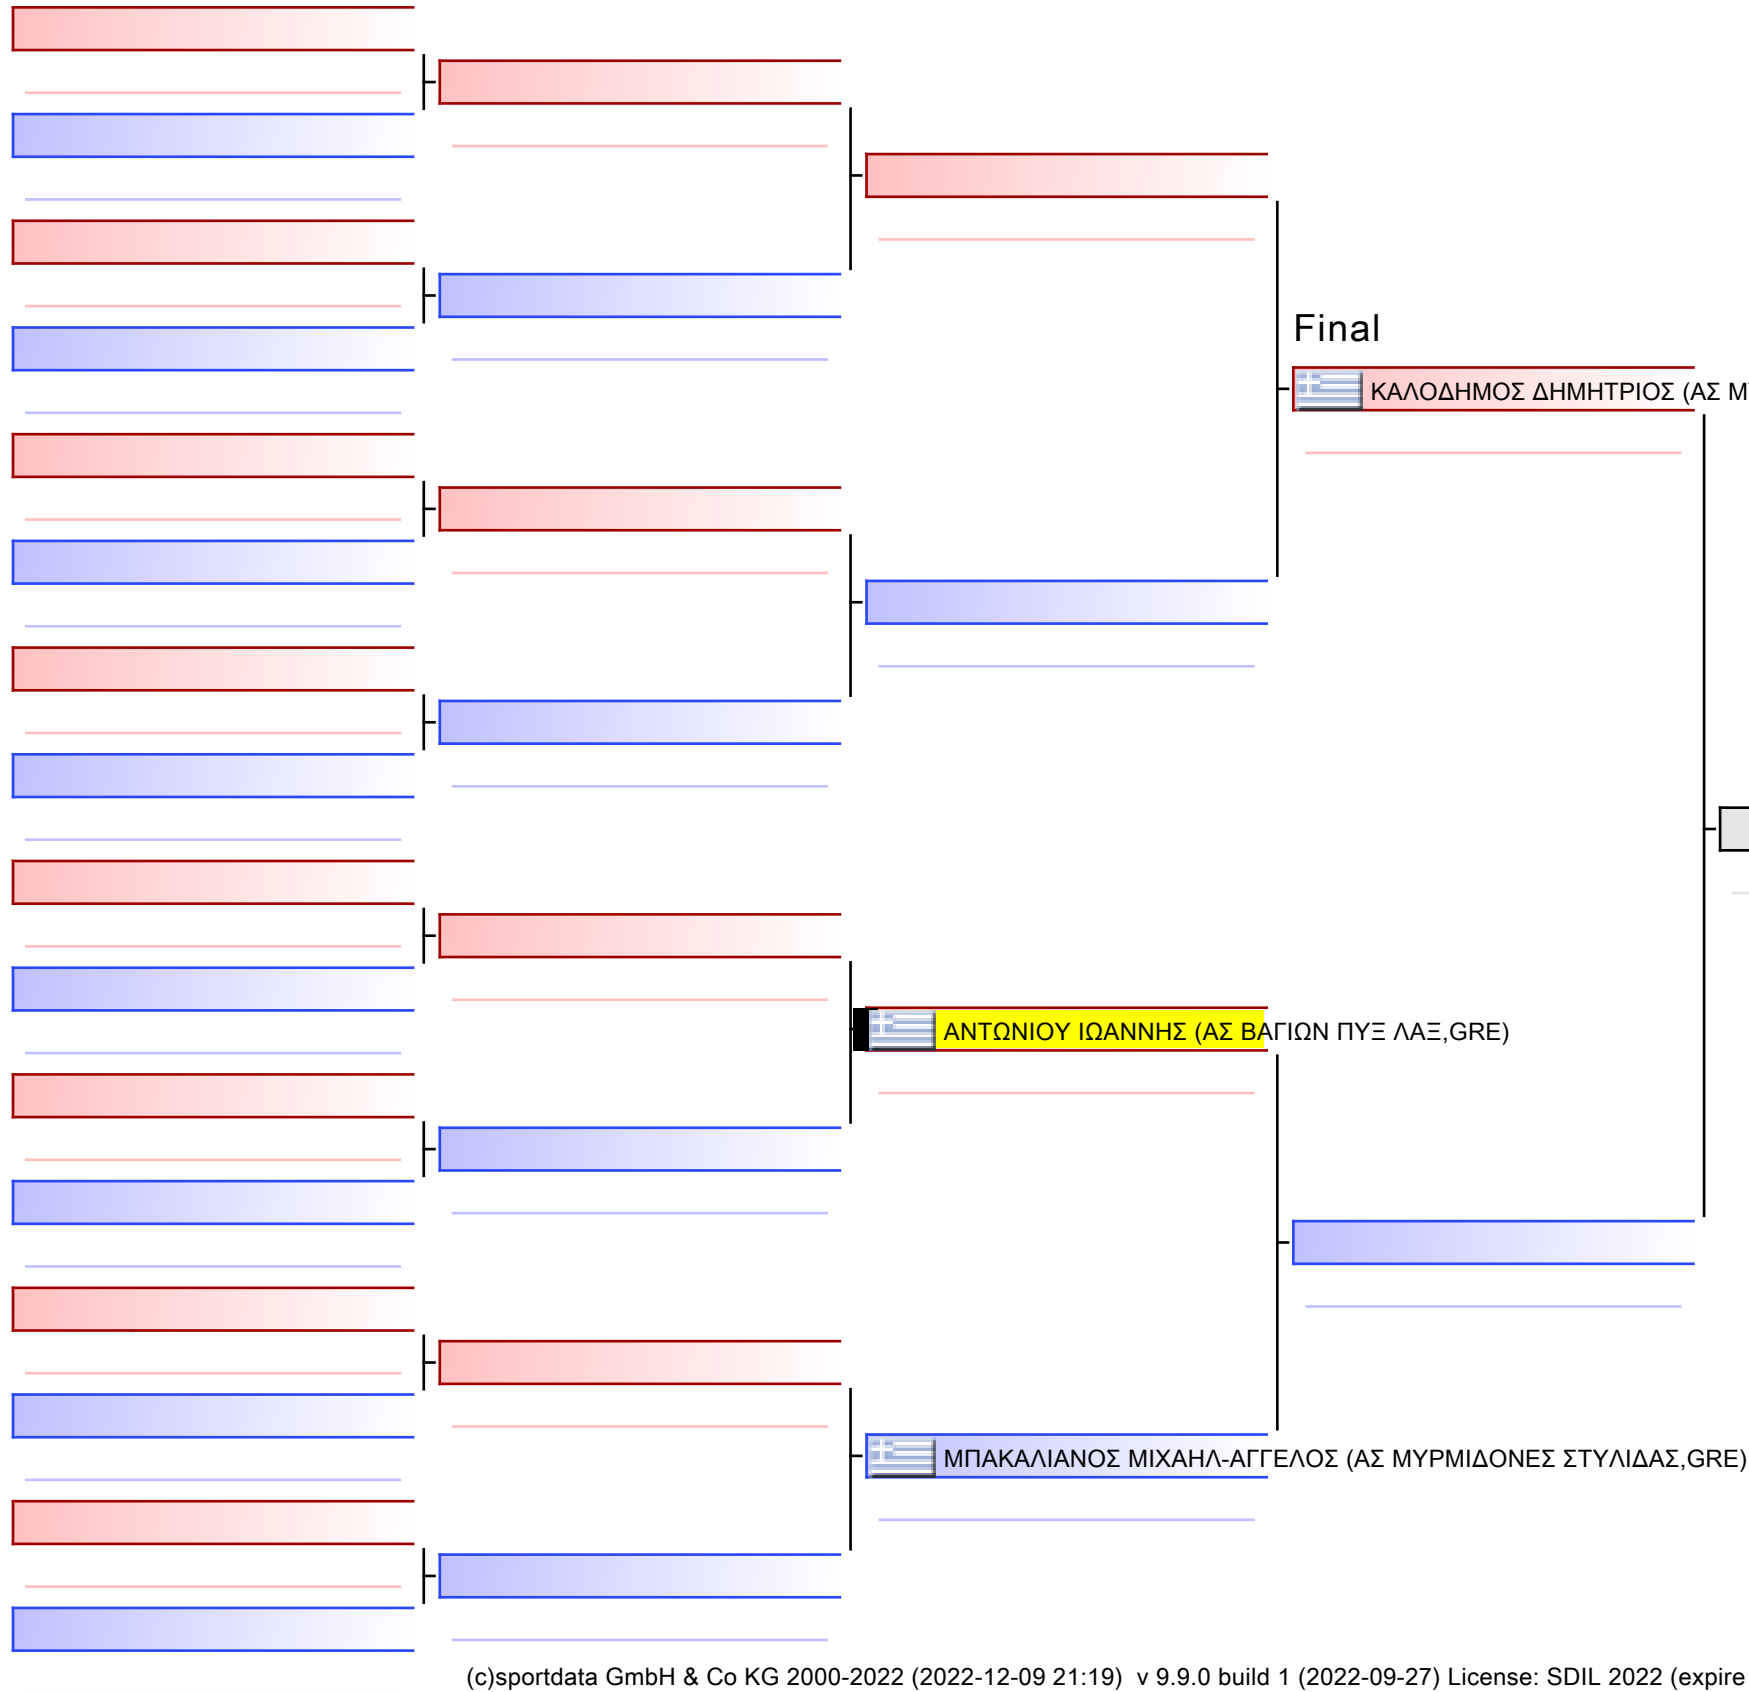 Final
ΚΑΛΟΔΗΜΟΣ ΔΗΜΗΤΡΙΟΣ (ΑΣ Μ
ΑΝΤΩΝΙΟΥ ΙΩΑΝΝΗΣ (ΑΣ ΒΑΓΙΩΝ ΠΥΞ ΛΑΞ,GRE)
ΜΠΑΚΑΛΙΑΝΟΣ ΜΙΧΑΗΛ-ΑΓΓΕΛΟΣ (ΑΣ ΜΥΡΜΙΔΟΝΕΣ ΣΤΥΛΙΔΑΣ,GRE)
(c)sportdata GmbH & Co KG 2000-2022 (2022-12-09 21:19) v 9.9.0 build 1 (2022-09-27) License: SDIL 2022 (expire